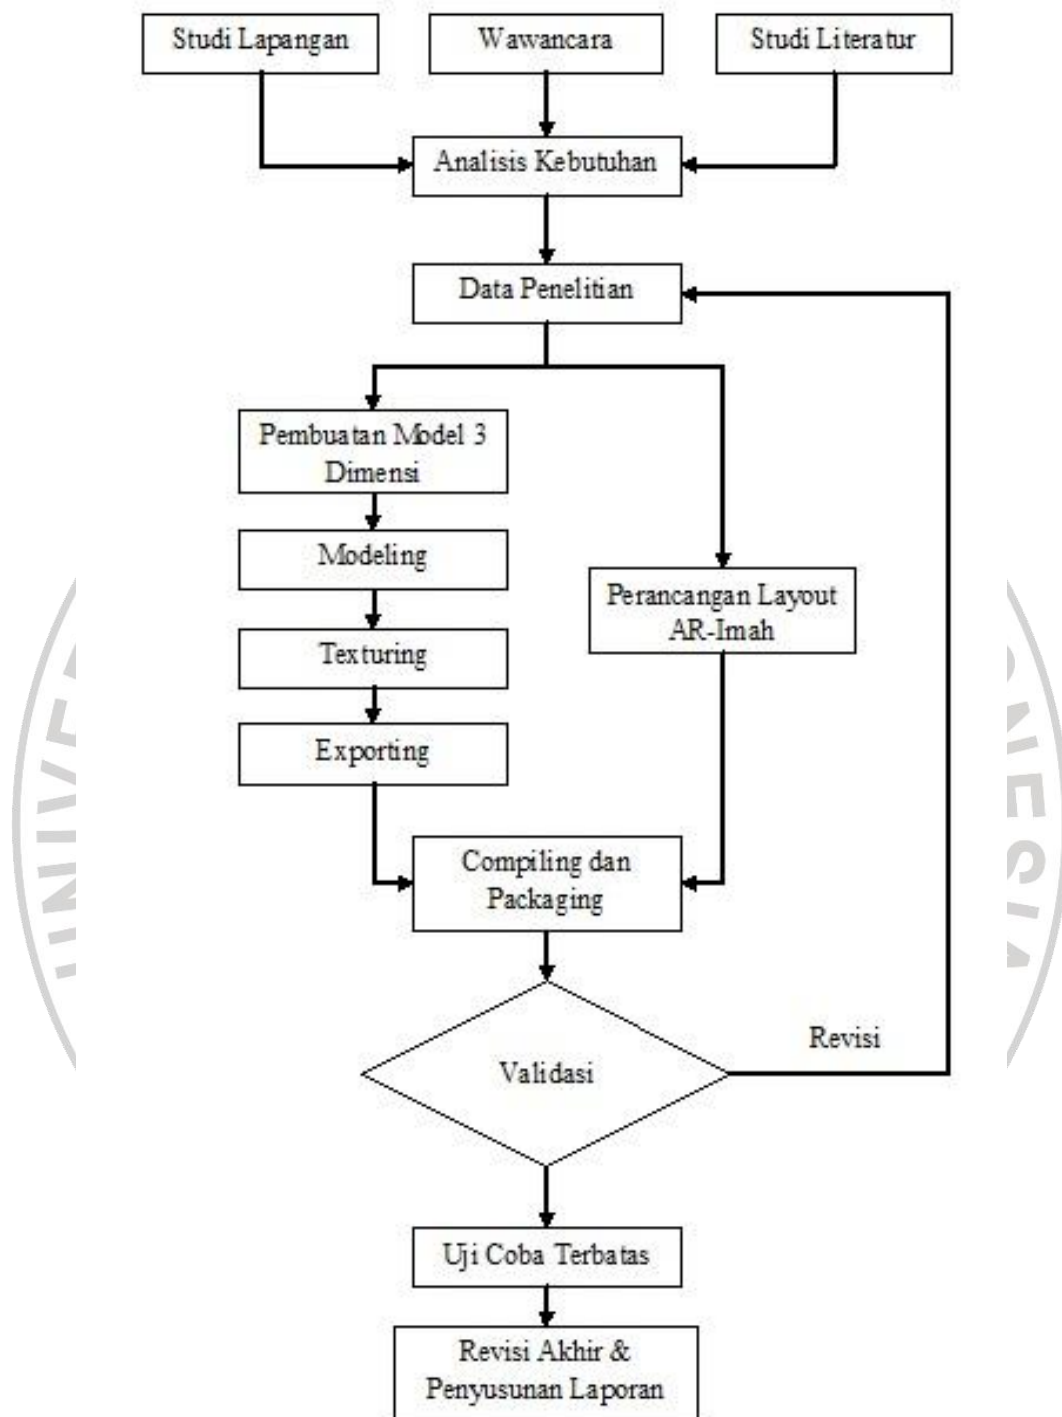 Studi Lapangan
Wawancara
Studi Literatur
Analisis Kebutuhan
Data Penelitian
Pembuatan Model 3
Dimensi
Modeling
Texturing
Exporting
Perancangan Layout
AR-Imah
Compiling dan
Packaging
Validasi
Revisi
Uji Coba Terbatas
Revisi Akhir &
Penyusunan Laporan